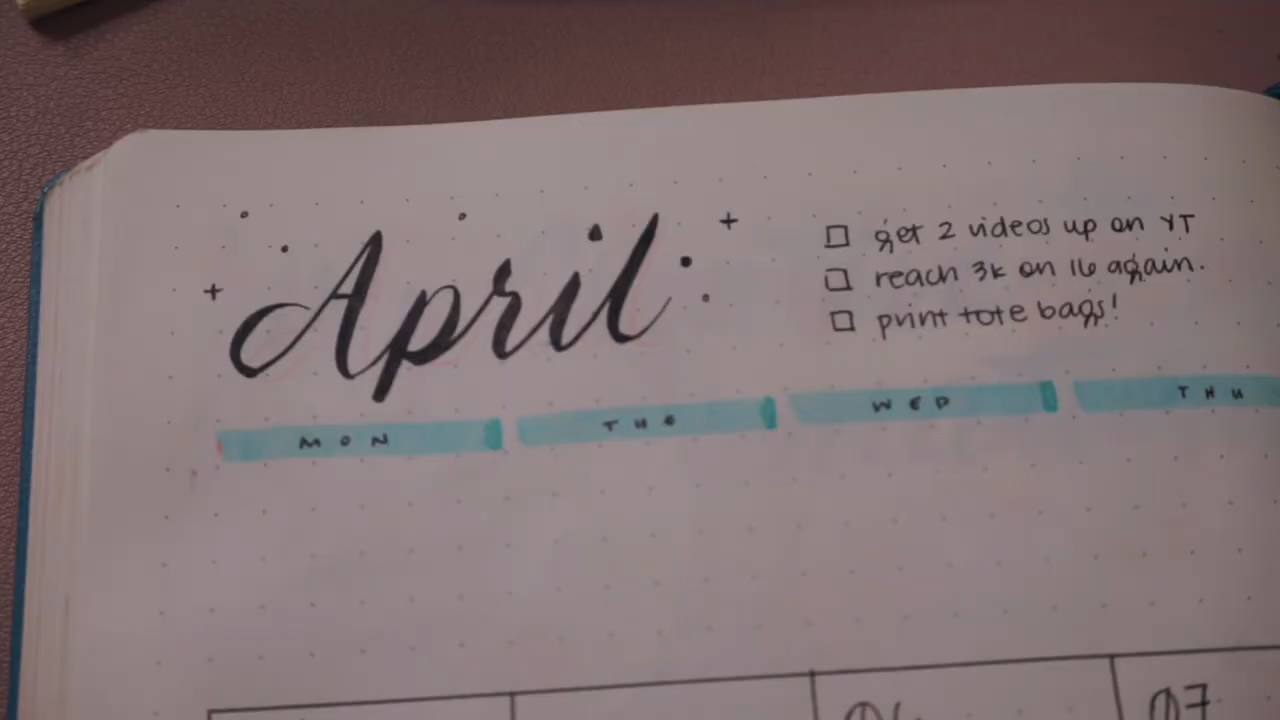 April
get 2 videos up on YT
reach 3k on IG again.
print tote bags!
MON TUE WED THU
07